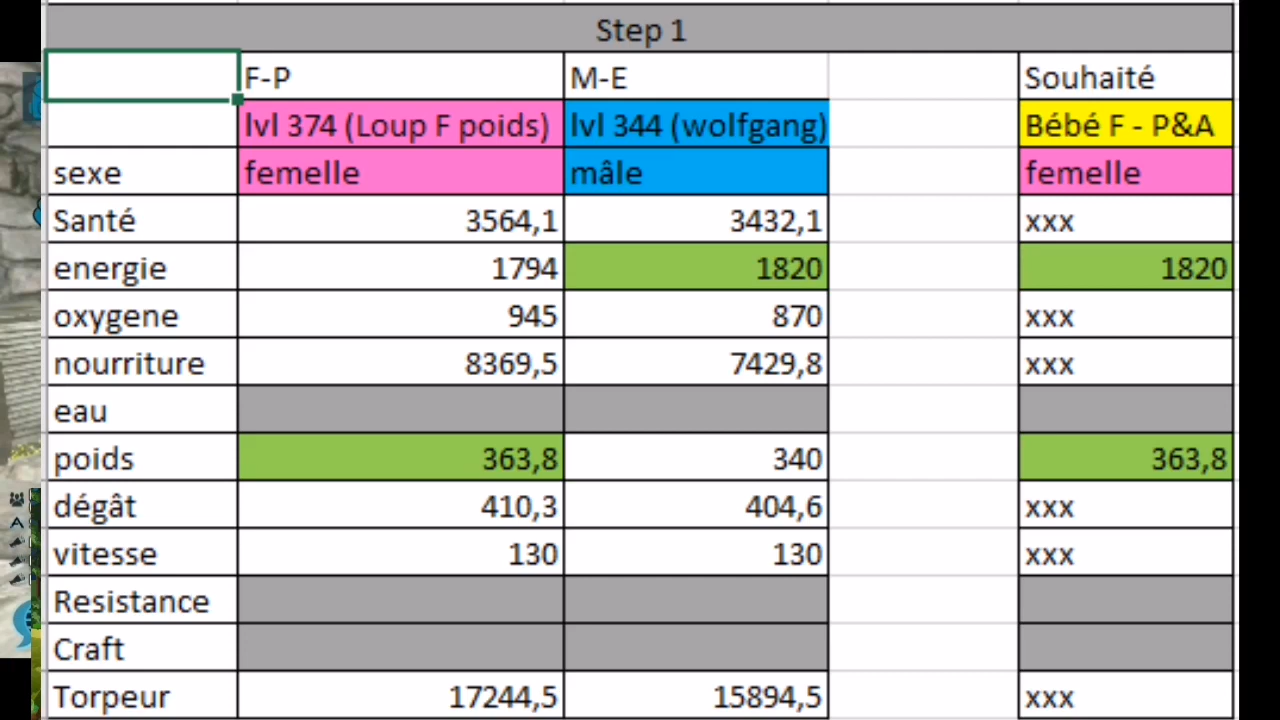 Step 1
F-P M-E Souhaité
lvl 374 (Loup F poids) lvl 344 (wolfgang) Bébé F - P&A
sexe femelle mâle femelle
Santé 3564,1 3432,1 xxx
energie 1794 1820 1820
oxygene 945 870 xxx
nourriture 8369,5 7429,8 xxx
eau
poids 363,8 340 363,8
dégât 410,3 404,6 xxx
vitesse 130 130 xxx
Resistance
Craft
Torpeur 17244,5 15894,5 xxx